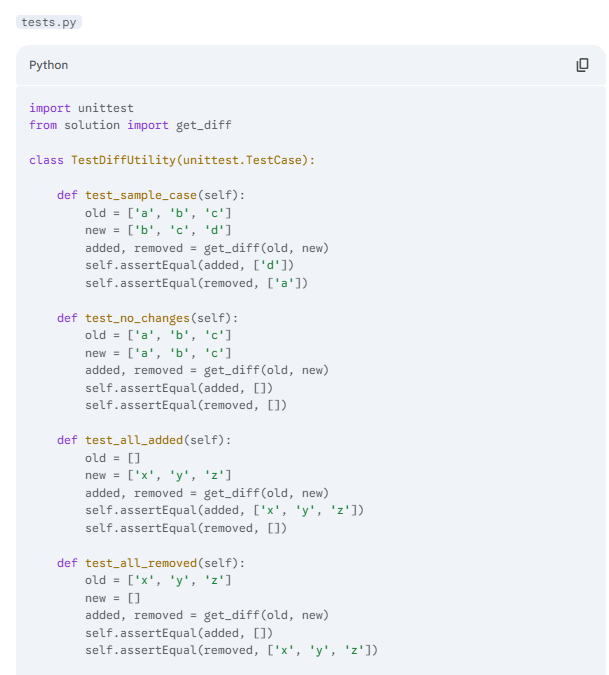 tests.py
Python
import unittest
from solution import get_diff
class TestDiffUtility(unittest.TestCase):
    def test_sample_case(self):
        old = ['a', 'b', 'c']
        new = ['b', 'c', 'd']
        added, removed = get_diff(old, new)
        self.assertEqual(added, ['d'])
        self.assertEqual(removed, ['a'])
    def test_no_changes(self):
        old = ['a', 'b', 'c']
        new = ['a', 'b', 'c']
        added, removed = get_diff(old, new)
        self.assertEqual(added, [])
        self.assertEqual(removed, [])
    def test_all_added(self):
        old = []
        new = ['x', 'y', 'z']
        added, removed = get_diff(old, new)
        self.assertEqual(added, ['x', 'y', 'z'])
        self.assertEqual(removed, [])
    def test_all_removed(self):
        old = ['x', 'y', 'z']
        new = []
        added, removed = get_diff(old, new)
        self.assertEqual(added, [])
        self.assertEqual(removed, ['x', 'y', 'z'])